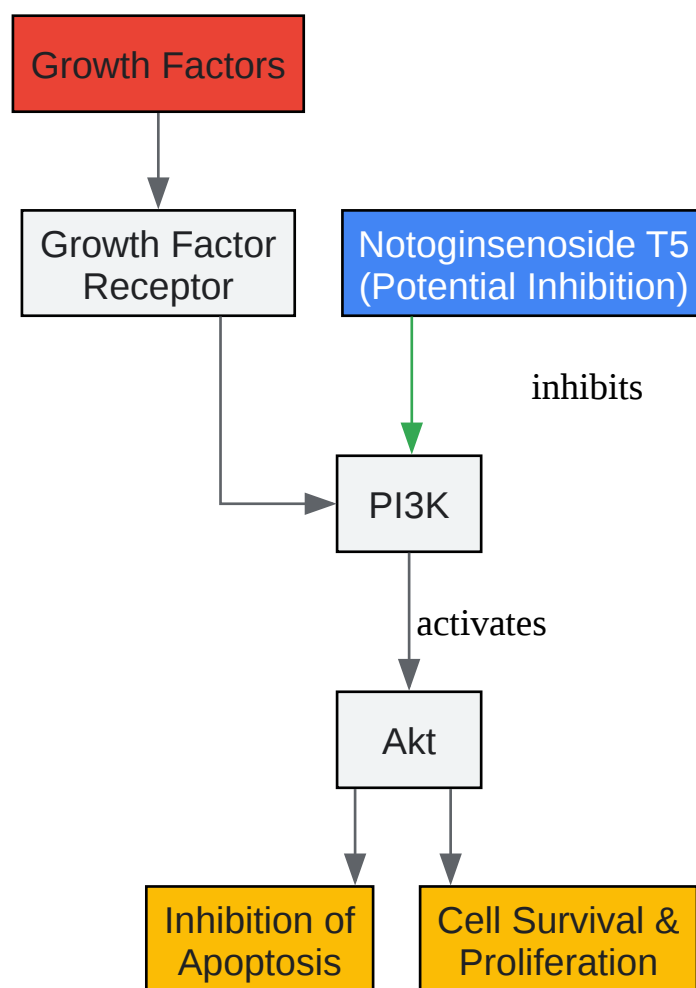 Growth Factors
Growth Factor
Receptor
Notoginsenoside T5
(Potential Inhibition)
inhibits
PI3K
activates
Akt
Inhibition of
Apoptosis
Cell Survival &
Proliferation